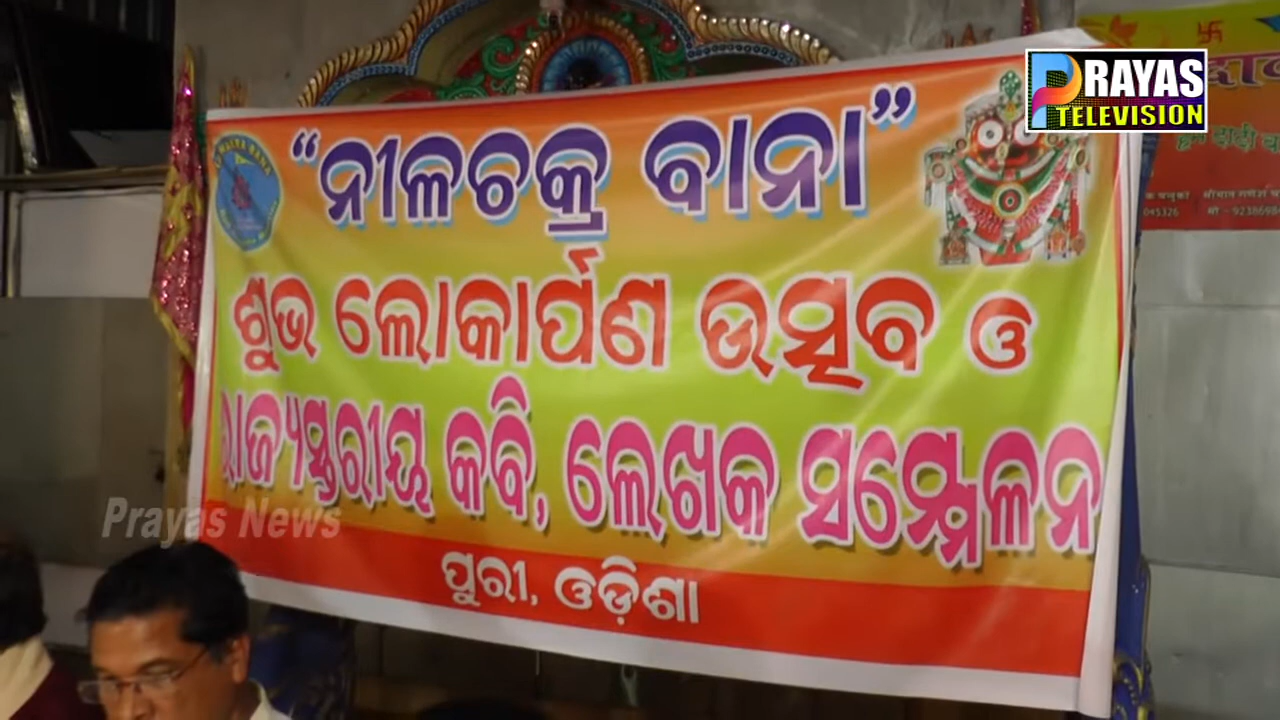 PRAYAS
TELEVISION
“ନୀଳଚକ୍ର ବାନା”
ଶୁଭ ଲୋକାର୍ପଣ ଉତ୍ସବ ଓ
ରାଜ୍ୟସ୍ତରୀୟ କବି, ଲେଖକ ସମ୍ମେଳନ
ପୁରୀ, ଓଡ଼ିଶା
Prayas News